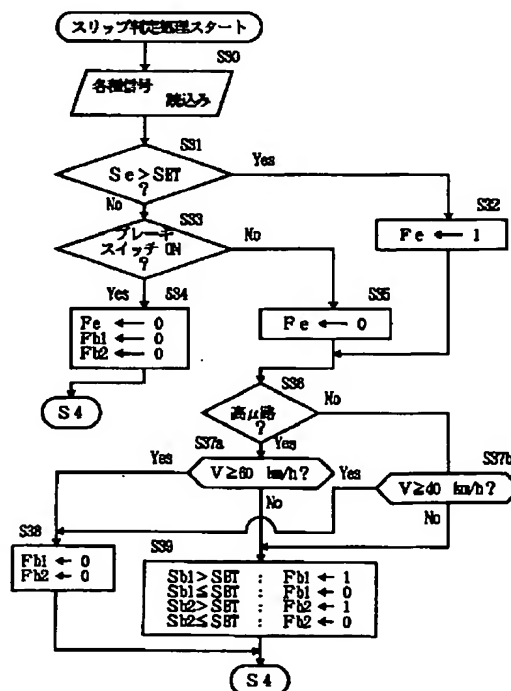 スリップ判定処理スタート
S30
各種信号
読込み
S31
Se>SET
?
Yes
No
S32
Fe ← 1
S33
ブレーキ
スイッチ ON
?
No
Yes
S34
Fe ← 0
Fb1 ← 0
Fb2 ← 0
S4
S35
Fe ← 0
S36
高μ路
?
No
Yes
S37a
V≥60 km/h?
Yes
No
S37b
V≥40 km/h?
Yes
No
S38
Fb1 ← 0
Fb2 ← 0
S39
Sb1>SET : Fb1 ← 1
Sb1≦SET : Fb1 ← 0
Sb2>SET : Fb2 ← 1
Sb2≦SET : Fb2 ← 0
S4